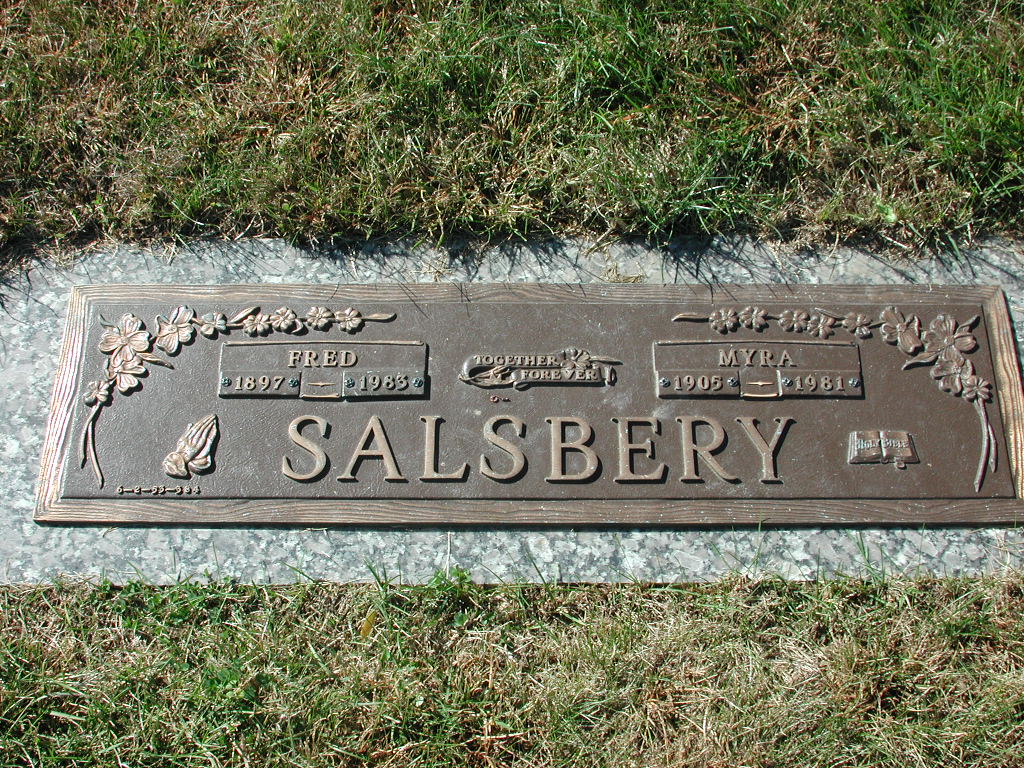 FRED
1897 1983
TOGETHER
FOREVER
MYRA
1905 1981
SALSBERY
HOLY BIBLE